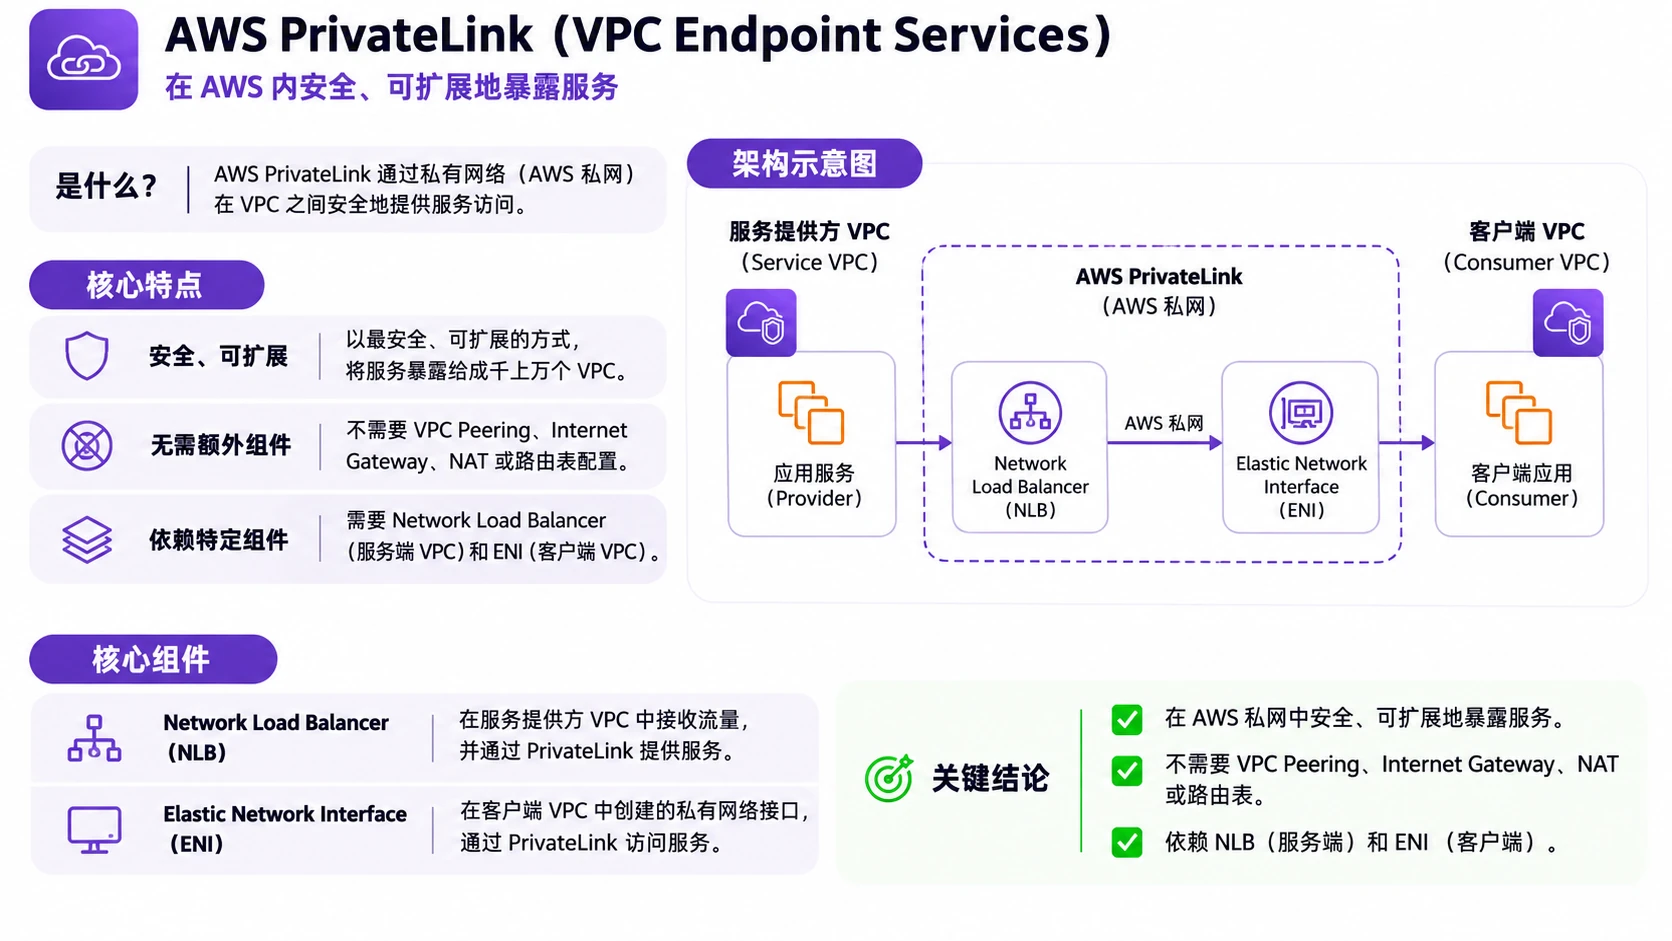 AWS PrivateLink（VPC Endpoint Services）
在 AWS 内安全、可扩展地暴露服务
是什么？
AWS PrivateLink 通过私有网络（AWS 私网）
在 VPC 之间安全地提供服务访问。
核心特点
安全、可扩展
以最安全、可扩展的方式，
将服务暴露给成千上万个 VPC。
无需额外组件
不需要 VPC Peering、Internet
Gateway、NAT 或路由表配置。
依赖特定组件
需要 Network Load Balancer
（服务端 VPC）和 ENI（客户端 VPC）。
架构示意图
服务提供方 VPC
（Service VPC）
应用服务
（Provider）
AWS PrivateLink
（AWS 私网）
Network
Load Balancer
（NLB）
AWS 私网
Elastic Network
Interface
（ENI）
客户端 VPC
（Consumer VPC）
客户端应用
（Consumer）
核心组件
Network Load Balancer
（NLB）
在服务提供方 VPC 中接收流量，
并通过 PrivateLink 提供服务。
Elastic Network Interface
（ENI）
在客户端 VPC 中创建的私有网络接口，
通过 PrivateLink 访问服务。
关键结论
在 AWS 私网中安全、可扩展地暴露服务。
不需要 VPC Peering、Internet Gateway、NAT
或路由表。
依赖 NLB（服务端）和 ENI （客户端）。